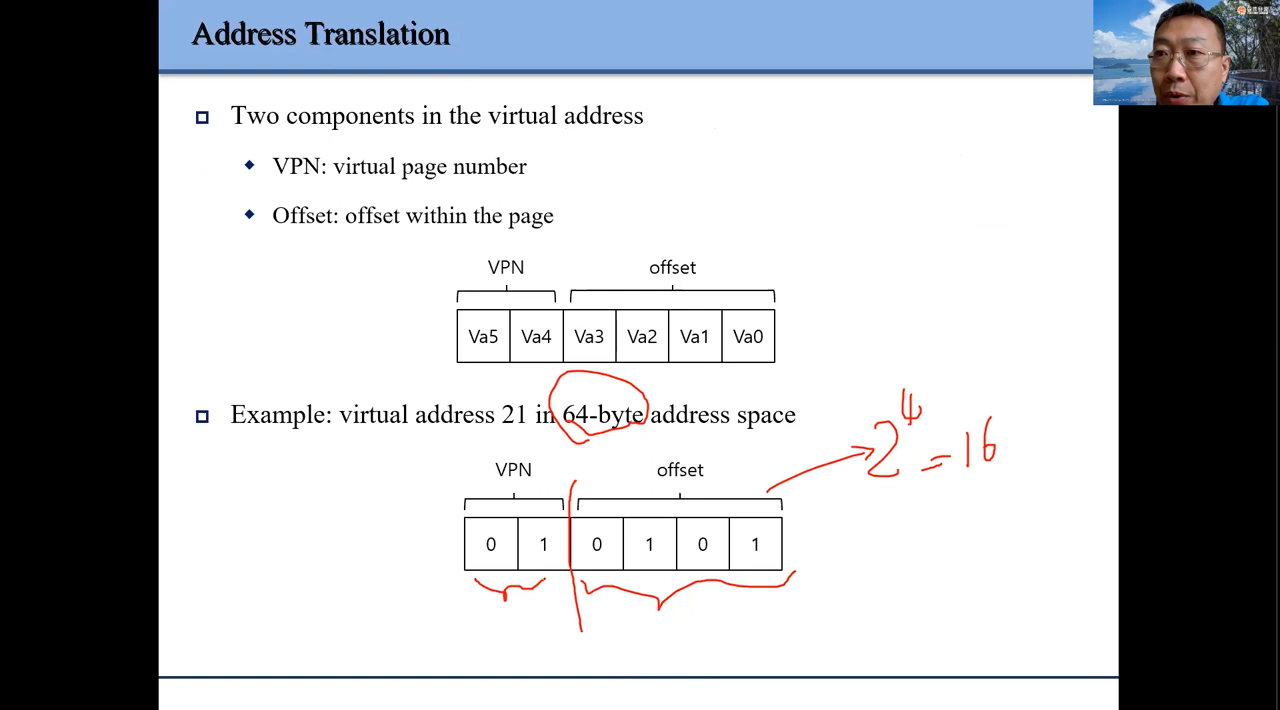 Address Translation
Two components in the virtual address
VPN: virtual page number
Offset: offset within the page
VPN offset
Va5 Va4 Va3 Va2 Va1 Va0
Example: virtual address 21 in 64-byte address space
2^4 = 16
VPN offset
0 1 0 1 0 1